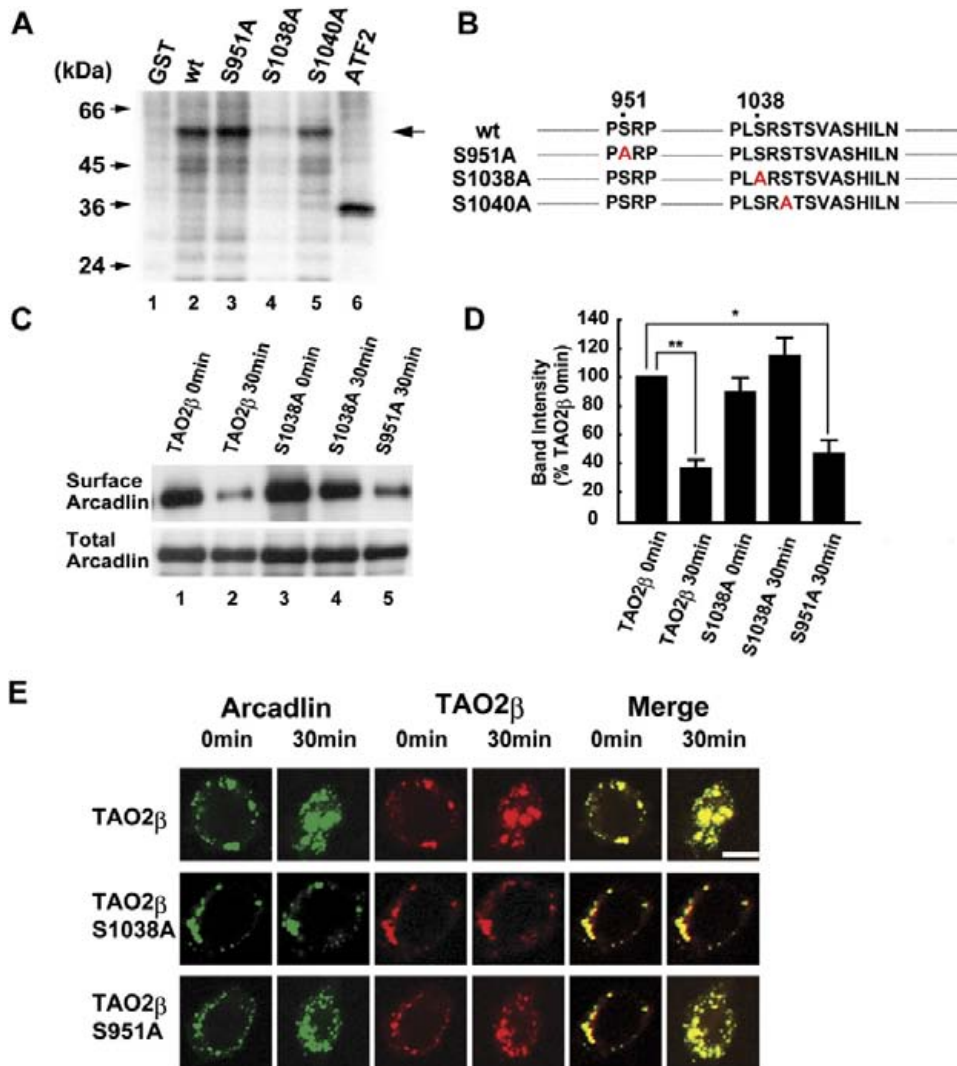 A
(kDa)
GST
wt
S951A
S1038A
S1040A
ATF2
66
45
36
24
1 2 3 4 5 6
B
951 1038
wt PSRP PLSRSTSVASHILN
S951A PARP
S1038A PSRP PLARSTSVASHILN
S1040A PSRP PLSRATSVASHILN
C
TAO2β 0min
TAO2β 30min
S1038A 0min
S1038A 30min
S951A 30min
Surface
Arcadlin
Total
Arcadlin
1 2 3 4 5
D
Band Intensity
(% TAO2β 0min)
140
120
100
80
60
40
20
0
*
**
TAO2β 0min
TAO2β 30min
S1038A 0min
S1038A 30min
S951A 30min
E
Arcadlin TAO2β Merge
0min 30min 0min 30min 0min 30min
TAO2β
TAO2β
S1038A
TAO2β
S951A